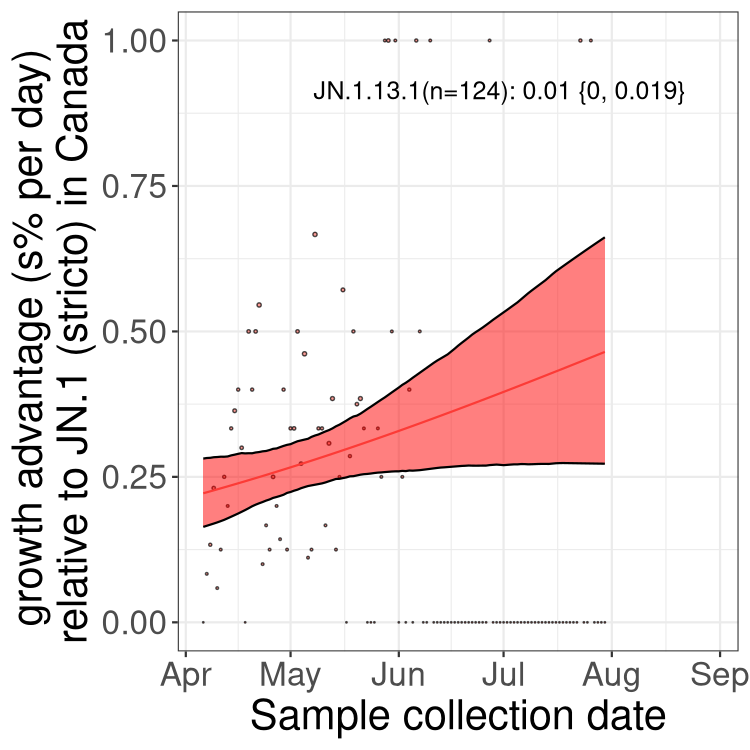 growth advantage (s% per day)
relative to JN.1 (stricto) in Canada
1.00
0.75
0.50
0.25
0.00
JN.1.13.1(n=124): 0.01 {0, 0.019}
Apr May Jun Jul Aug Sep
Sample collection date